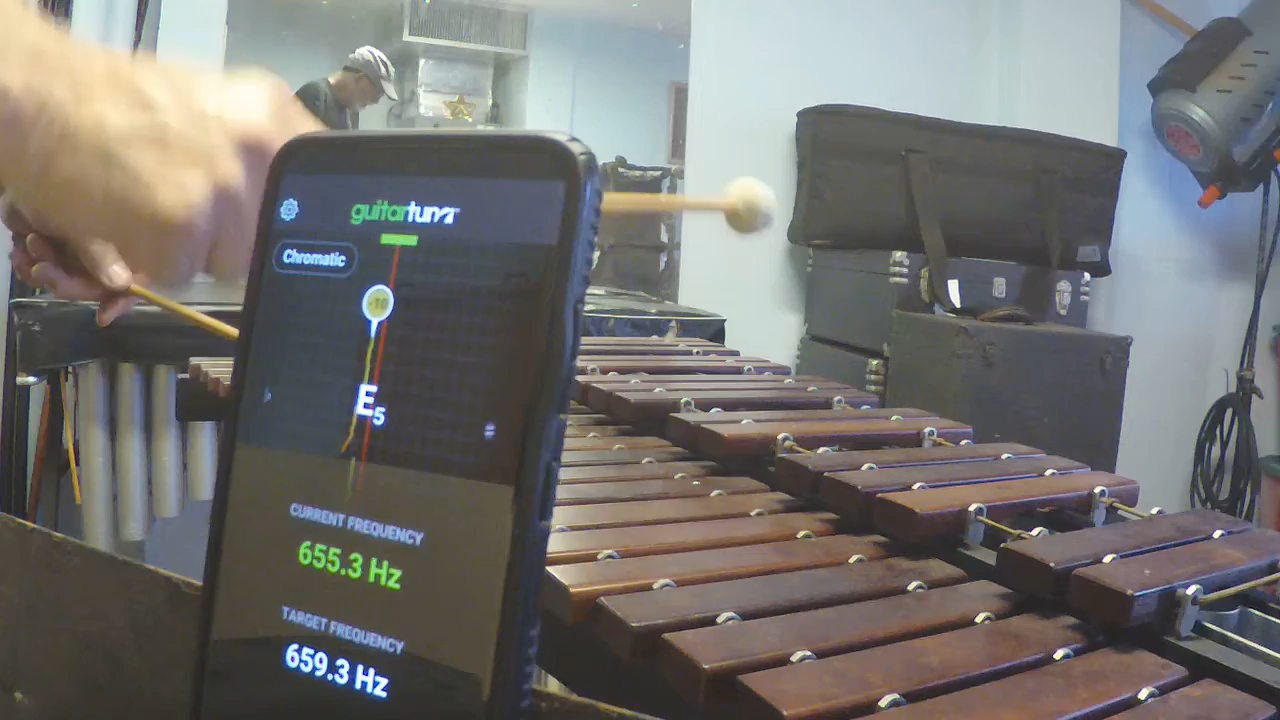 guitartuna
Chromatic
-10
E5
CURRENT FREQUENCY
655.3 Hz
TARGET FREQUENCY
659.3 Hz